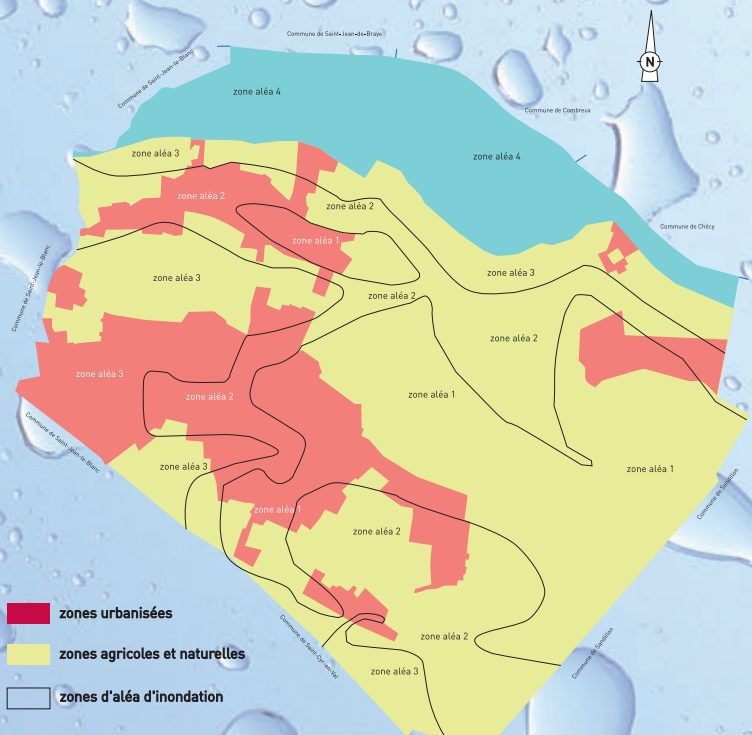 Commune de Saint-Jean-de-Braye
Commune de Saint-Jean-le-Blanc
N
zone aléa 4
Commune de Combreux
zone aléa 3
zone aléa 4
zone aléa 2
zone aléa 2
Commune de Chécy
zone aléa 1
Commune de Saint-Jean-le-Blanc
zone aléa 3
zone aléa 3
zone aléa 2
zone aléa 2
zone aléa 3
zone aléa 2
zone aléa 1
Commune de Saint-Jean-le-Blanc
zone aléa 3
zone aléa 1
Commune de Sandillon
zone aléa 1
zone aléa 2
zones urbanisées
Commune de Saint-Cyr-en-Val
zone aléa 2
Commune de Sandillon
zones agricoles et naturelles
zone aléa 3
zones d'aléa d'inondation